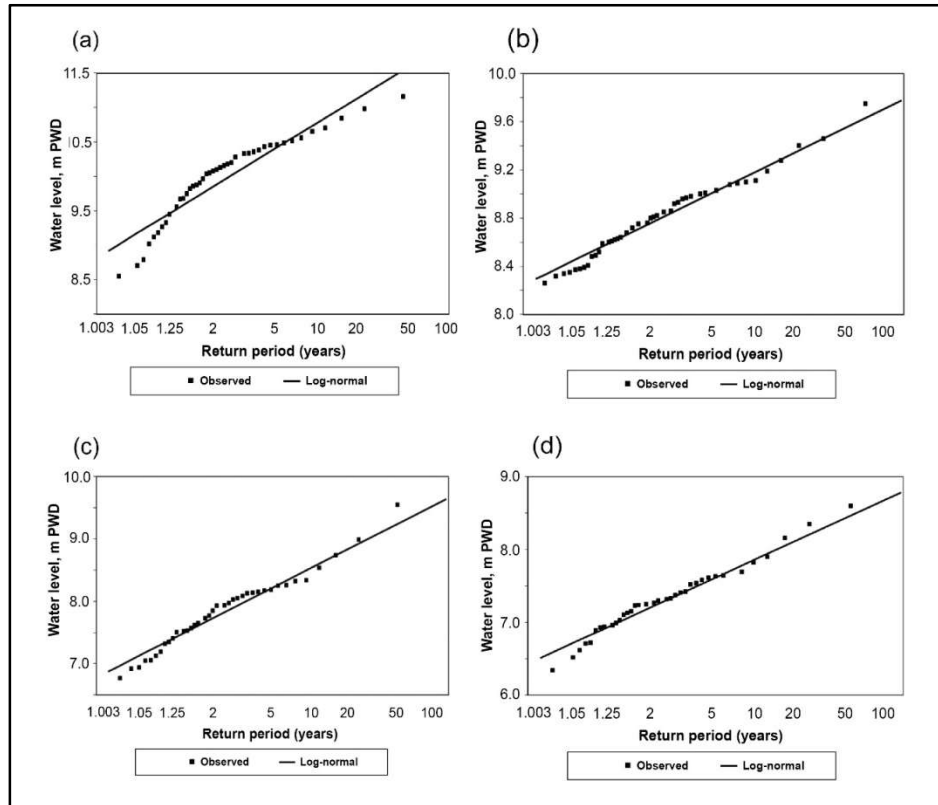 (a)
11.5
10.5
9.5
8.5
Water level, m PWD
1.003 1.05 1.25 2 5 10 20 50 100
Return period (years)
Observed Log-normal
(b)
10.0
9.6
9.2
8.8
8.4
8.0
Water level, m PWD
1.003 1.05 1.25 2 5 10 20 50 100
Return period (years)
Observed Log-normal
(c)
10.0
9.0
8.0
7.0
Water level, m PWD
1.003 1.05 1.25 2 5 10 20 50 100
Return period (years)
Observed Log-normal
(d)
9.0
8.0
7.0
6.0
Water level, m PWD
1.003 1.05 1.25 2 5 10 20 50 100
Return period (years)
Observed Log-normal